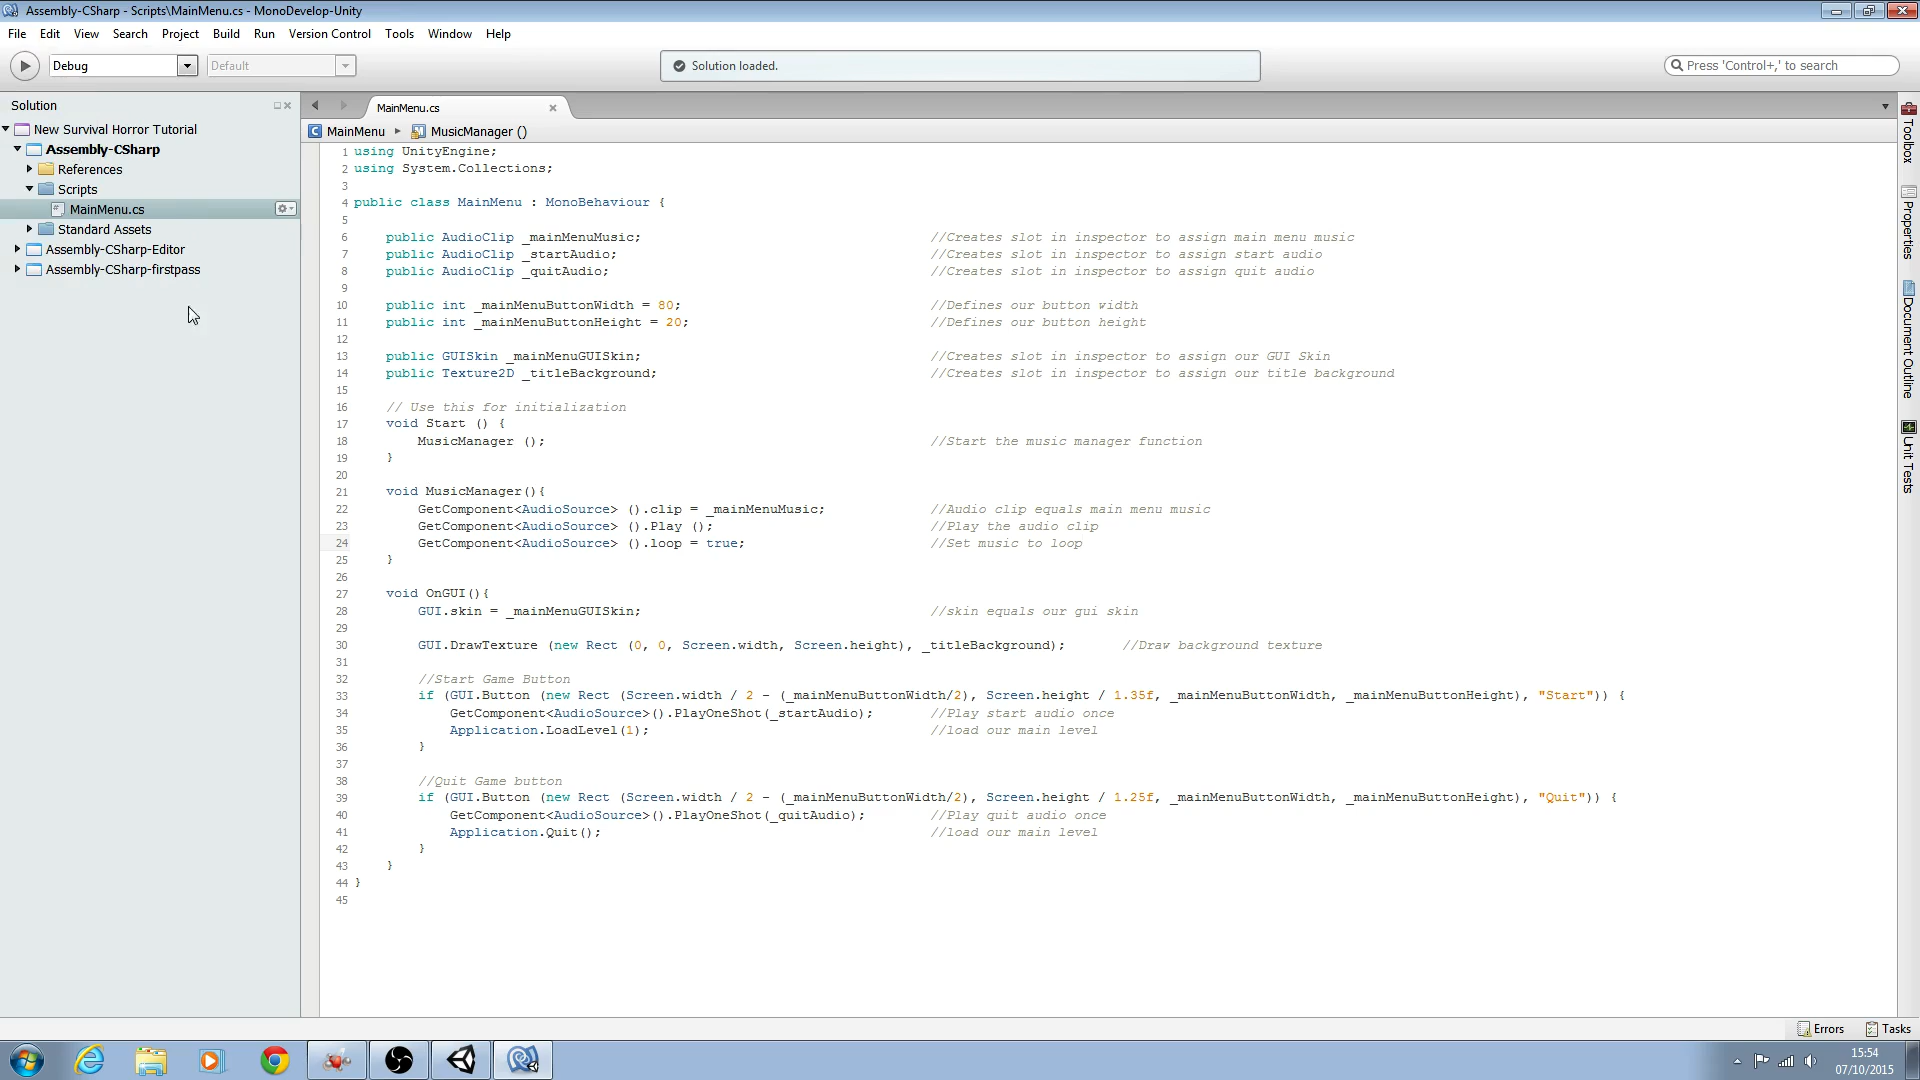 Assembly-CSharp - Scripts\MainMenu.cs - MonoDevelop-Unity
File Edit View Search Project Build Run Version Control Tools Window Help
Debug Default Solution loaded. Press 'Control+,' to search
Solution
New Survival Horror Tutorial
Assembly-CSharp
References
Scripts
MainMenu.cs
Standard Assets
Assembly-CSharp-Editor
Assembly-CSharp-firstpass
MainMenu.cs
MainMenu MusicManager ()
1 using UnityEngine;
2 using System.Collections;
3
4 public class MainMenu : MonoBehaviour {
5
6 public AudioClip _mainMenuMusic; //Creates slot in inspector to assign main menu music
7 public AudioClip _startAudio; //Creates slot in inspector to assign start audio
8 public AudioClip _quitAudio; //Creates slot in inspector to assign quit audio
9
10 public int _mainMenuButtonWidth = 80; //Defines our button width
11 public int _mainMenuButtonHeight = 20; //Defines our button height
12
13 public GUISkin _mainMenuGUISkin; //Creates slot in inspector to assign our GUI Skin
14 public Texture2D _titleBackground; //Creates slot in inspector to assign our title background
15
16 // Use this for initialization
17 void Start () {
18 MusicManager (); //Start the music manager function
19 }
20
21 void MusicManager(){
22 GetComponent<AudioSource> ().clip = _mainMenuMusic; //Audio clip equals main menu music
23 GetComponent<AudioSource> ().Play (); //Play the audio clip
24 GetComponent<AudioSource> ().loop = true; //Set music to loop
25 }
26
27 void OnGUI(){
28 GUI.skin = _mainMenuGUISkin; //skin equals our gui skin
29
30 GUI.DrawTexture (new Rect (0, 0, Screen.width, Screen.height), _titleBackground); //Draw background texture
31
32 //Start Game Button
33 if (GUI.Button (new Rect (Screen.width / 2 - (_mainMenuButtonWidth/2), Screen.height / 1.35f, _mainMenuButtonWidth, _mainMenuButtonHeight), "Start")) {
34 GetComponent<AudioSource>().PlayOneShot(_startAudio); //Play start audio once
35 Application.LoadLevel(1); //load our main level
36 }
37
38 //Quit Game button
39 if (GUI.Button (new Rect (Screen.width / 2 - (_mainMenuButtonWidth/2), Screen.height / 1.25f, _mainMenuButtonWidth, _mainMenuButtonHeight), "Quit")) {
40 GetComponent<AudioSource>().PlayOneShot(_quitAudio); //Play quit audio once
41 Application.Quit(); //load our main level
42 }
43 }
44 }
45
Toolbox
Properties
Document Outline
Unit Tests
Errors Tasks
15:54
07/10/2015